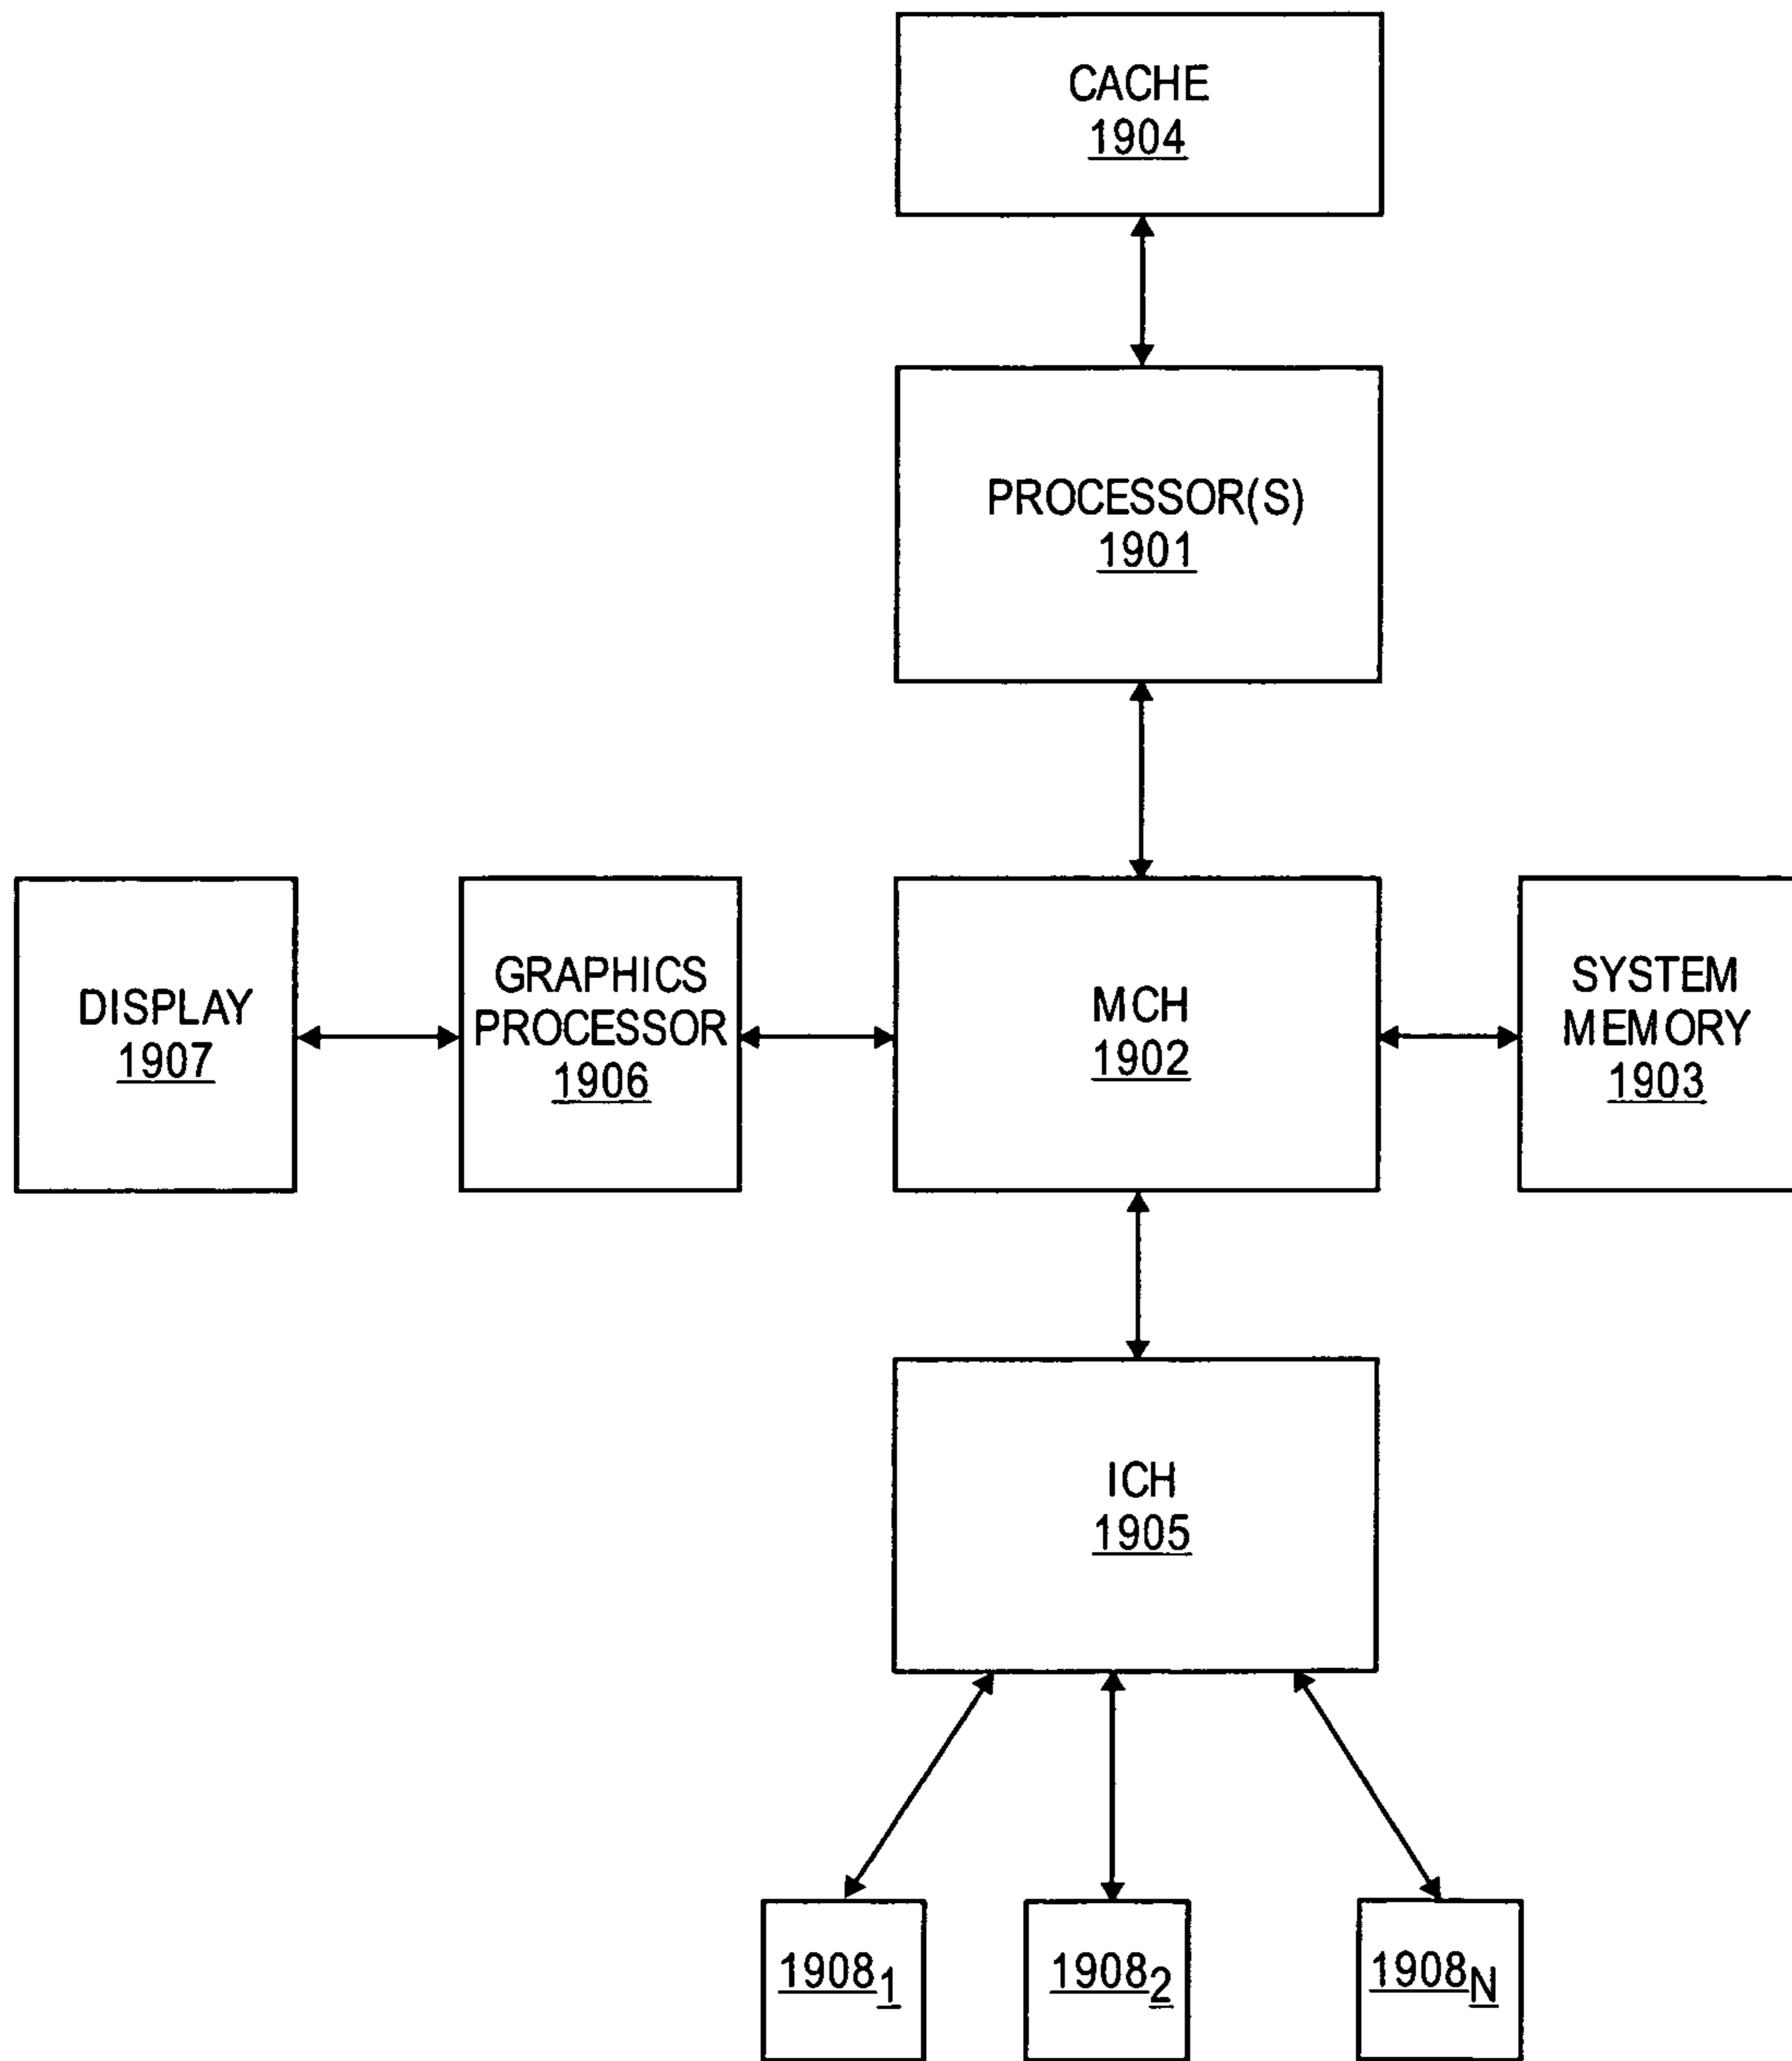 CACHE
1904
PROCESSOR(S)
1901
DISPLAY
1907
GRAPHICS
PROCESSOR
1906
MCH
1902
SYSTEM
MEMORY
1903
ICH
1905
1908₁
1908₂
1908N